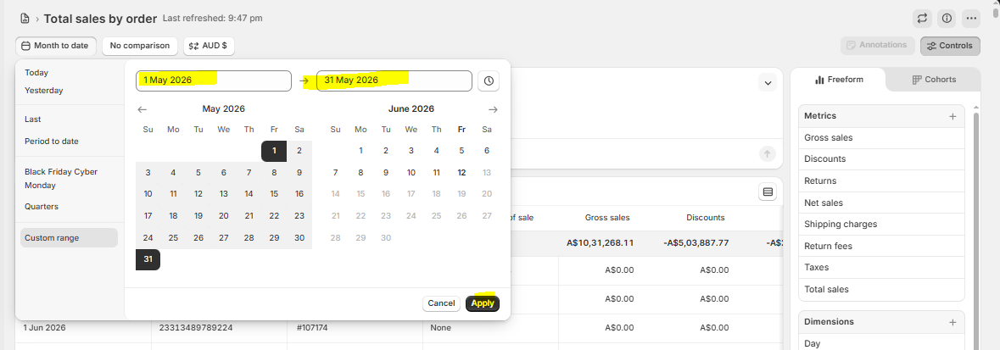 Total sales by order Last refreshed: 9:47 pm
Month to date No comparison AUD $ Annotations Controls
Today
Yesterday
Last
Period to date
Black Friday Cyber
Monday
Quarters
Custom range
1 May 2026 → 31 May 2026
← May 2026
Su Mo Tu We Th Fr Sa
1 2
3 4 5 6 7 8 9
10 11 12 13 14 15 16
17 18 19 20 21 22 23
24 25 26 27 28 29 30
31
June 2026 →
Su Mo Tu We Th Fr Sa
1 2 3 4 5 6
7 8 9 10 11 12 13
14 15 16 17 18 19 20
21 22 23 24 25 26 27
28 29 30
Cancel Apply
of sale Gross sales Discounts
A$10,31,268.11 -A$5,03,887.77
A$0.00 A$0.00
A$0.00 A$0.00
1 Jun 2026 23313489789224 #107174 None A$0.00 A$0.00
Freeform Cohorts
Metrics +
Gross sales
Discounts
Returns
Net sales
Shipping charges
Return fees
Taxes
Total sales
Dimensions +
Day